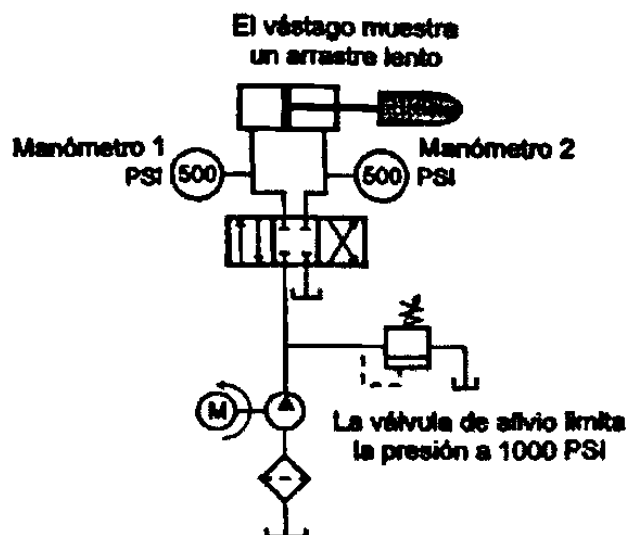 El vástago muestra
un arrastre lento
Manómetro 1
PSI
500
Manómetro 2
PSI
500
M
La válvula de alivio limita
la presión a 1000 PSI